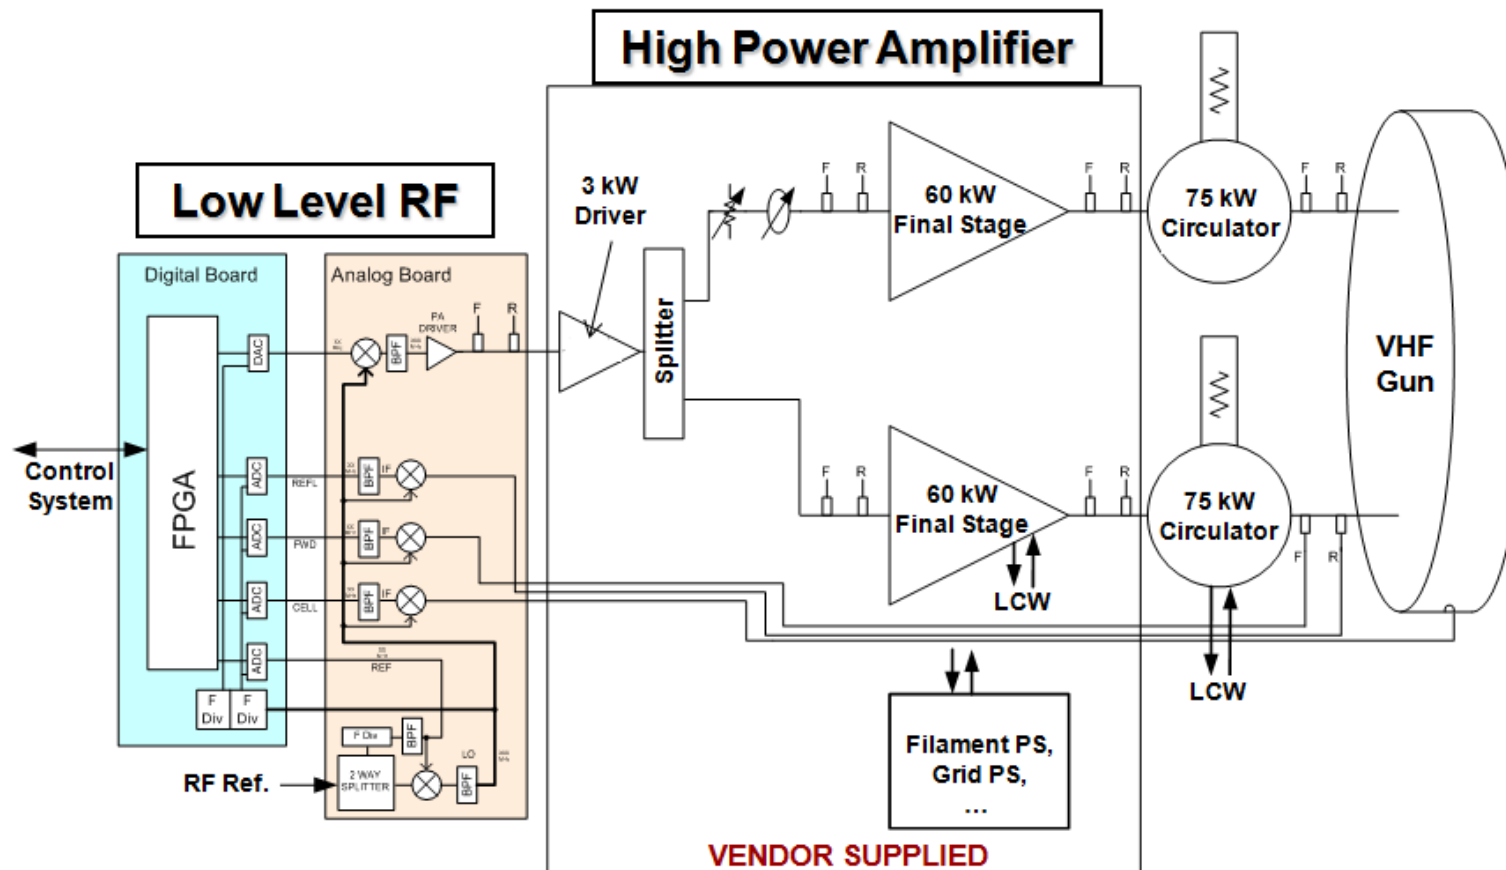 High Power Amplifier
Low Level RF
Digital Board
Analog Board
FPGA
DAC
ADC
ADC
ADC
ADC
REFL
FWD
CELL
REF
F
Div
F
Div
Control
System
RF Ref.
BPF
PA
DRIVER
F
R
BPF
IF
BPF
IF
BPF
IF
F Div
BPF
2 WAY
SPLITTER
LO
BPF
3 kW
Driver
Splitter
F
R
60 kW
Final Stage
F
R
75 kW
Circulator
F
R
F
R
60 kW
Final Stage
LCW
F
R
75 kW
Circulator
LCW
F
R
VHF
Gun
Filament PS,
Grid PS,
...
VENDOR SUPPLIED